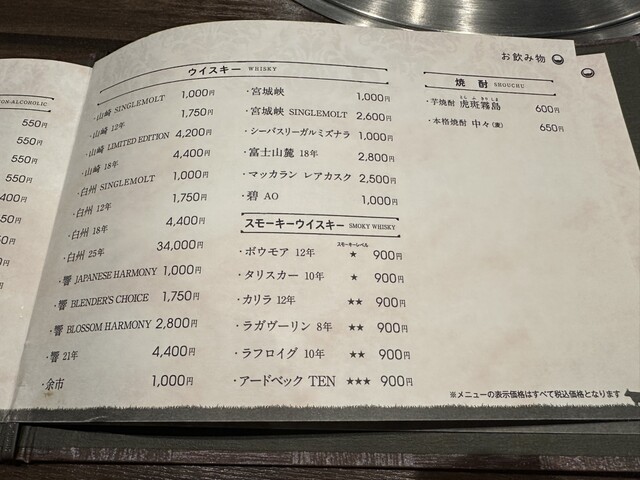 お飲み物
ON-ALCOHOLIC
550円
550円
550円
550円
ウイスキー WHISKY
・山崎 SINGLEMOLT 1,000円
・山崎 12年 1,750円
・山崎 LIMITED EDITION 4,200円
・山崎 18年 4,400円
・白州 SINGLEMOLT 1,000円
・白州 12年 1,750円
・白州 18年 4,400円
・白州 25年 34,000円
・響 JAPANESE HARMONY 1,000円
・響 BLENDER'S CHOICE 1,750円
・響 BLOSSOM HARMONY 2,800円
・響 21年 4,400円
・余市 1,000円
・宮城峡 1,000円
・宮城峡 SINGLEMOLT 2,600円
・シーバスリーガルミズナラ 1,000円
・富士山麓 18年 2,800円
・マッカラン レアカスク 2,500円
・碧 AO 1,000円
スモーキーウイスキー SMOKY WHISKY
スモーキーレベル
・ボウモア 12年 ★ 900円
・タリスカー 10年 ★ 900円
・カリラ 12年 ★★ 900円
・ラガヴーリン 8年 ★★ 900円
・ラフロイグ 10年 ★★ 900円
・アードベック TEN ★★★ 900円
焼酎 SHOUCHU
・芋焼酎 虎斑霧島 600円
・本格焼酎 中々(麦) 650円
※メニューの表示価格はすべて税込価格となります